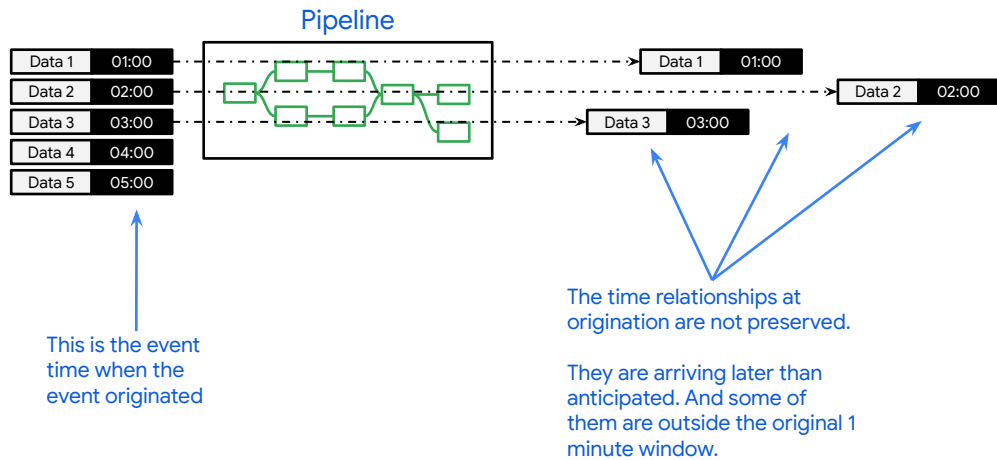 Pipeline
Data 1 01:00
Data 2 02:00
Data 3 03:00
Data 4 04:00
Data 5 05:00
Data 1 01:00
Data 2 02:00
Data 3 03:00
This is the event
time when the
event originated
The time relationships at
origination are not preserved.
They are arriving later than
anticipated. And some of
them are outside the original 1
minute window.